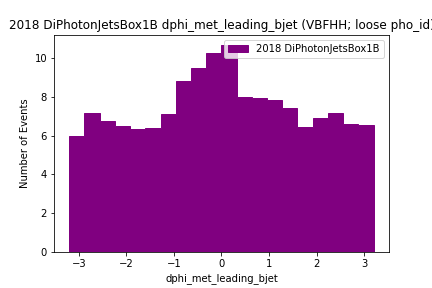 2018 DiPhotonJetsBox1B dphi_met_leading_bjet (VBFHH; loose pho_id)
2018 DiPhotonJetsBox1B
Number of Events
10
8
6
4
2
0
−3 −2 −1 0 1 2 3
dphi_met_leading_bjet